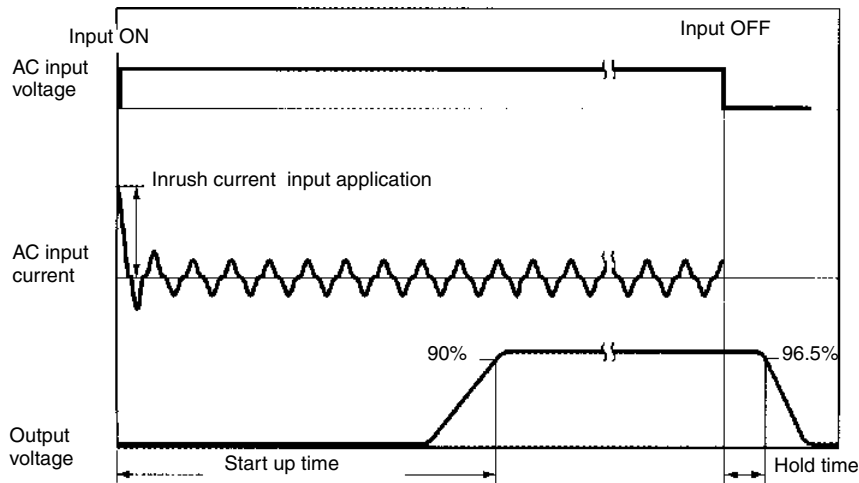 Input ON
Input OFF
AC input
voltage
Inrush current input application
AC input
current
90%
96.5%
Output
voltage
Start up time
Hold time